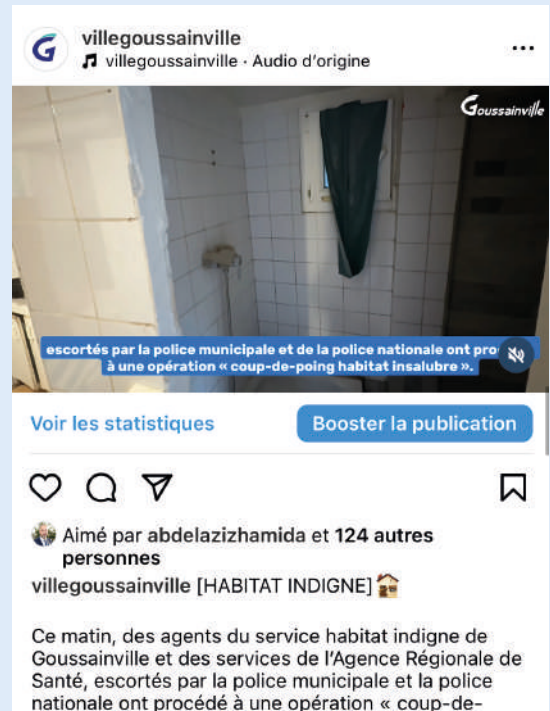 villegoussainville
villegoussainville · Audio d'origine
Goussainville
escortés par la police municipale et de la police nationale ont pro
à une opération « coup-de-poing habitat insalubre ».
Voir les statistiques
Booster la publication
Aimé par abdelazizhamida et 124 autres
personnes
villegoussainville [HABITAT INDIGNE]
Ce matin, des agents du service habitat indigne de
Goussainville et des services de l'Agence Régionale de
Santé, escortés par la police municipale et la police
nationale ont procédé à une opération « coup-de-